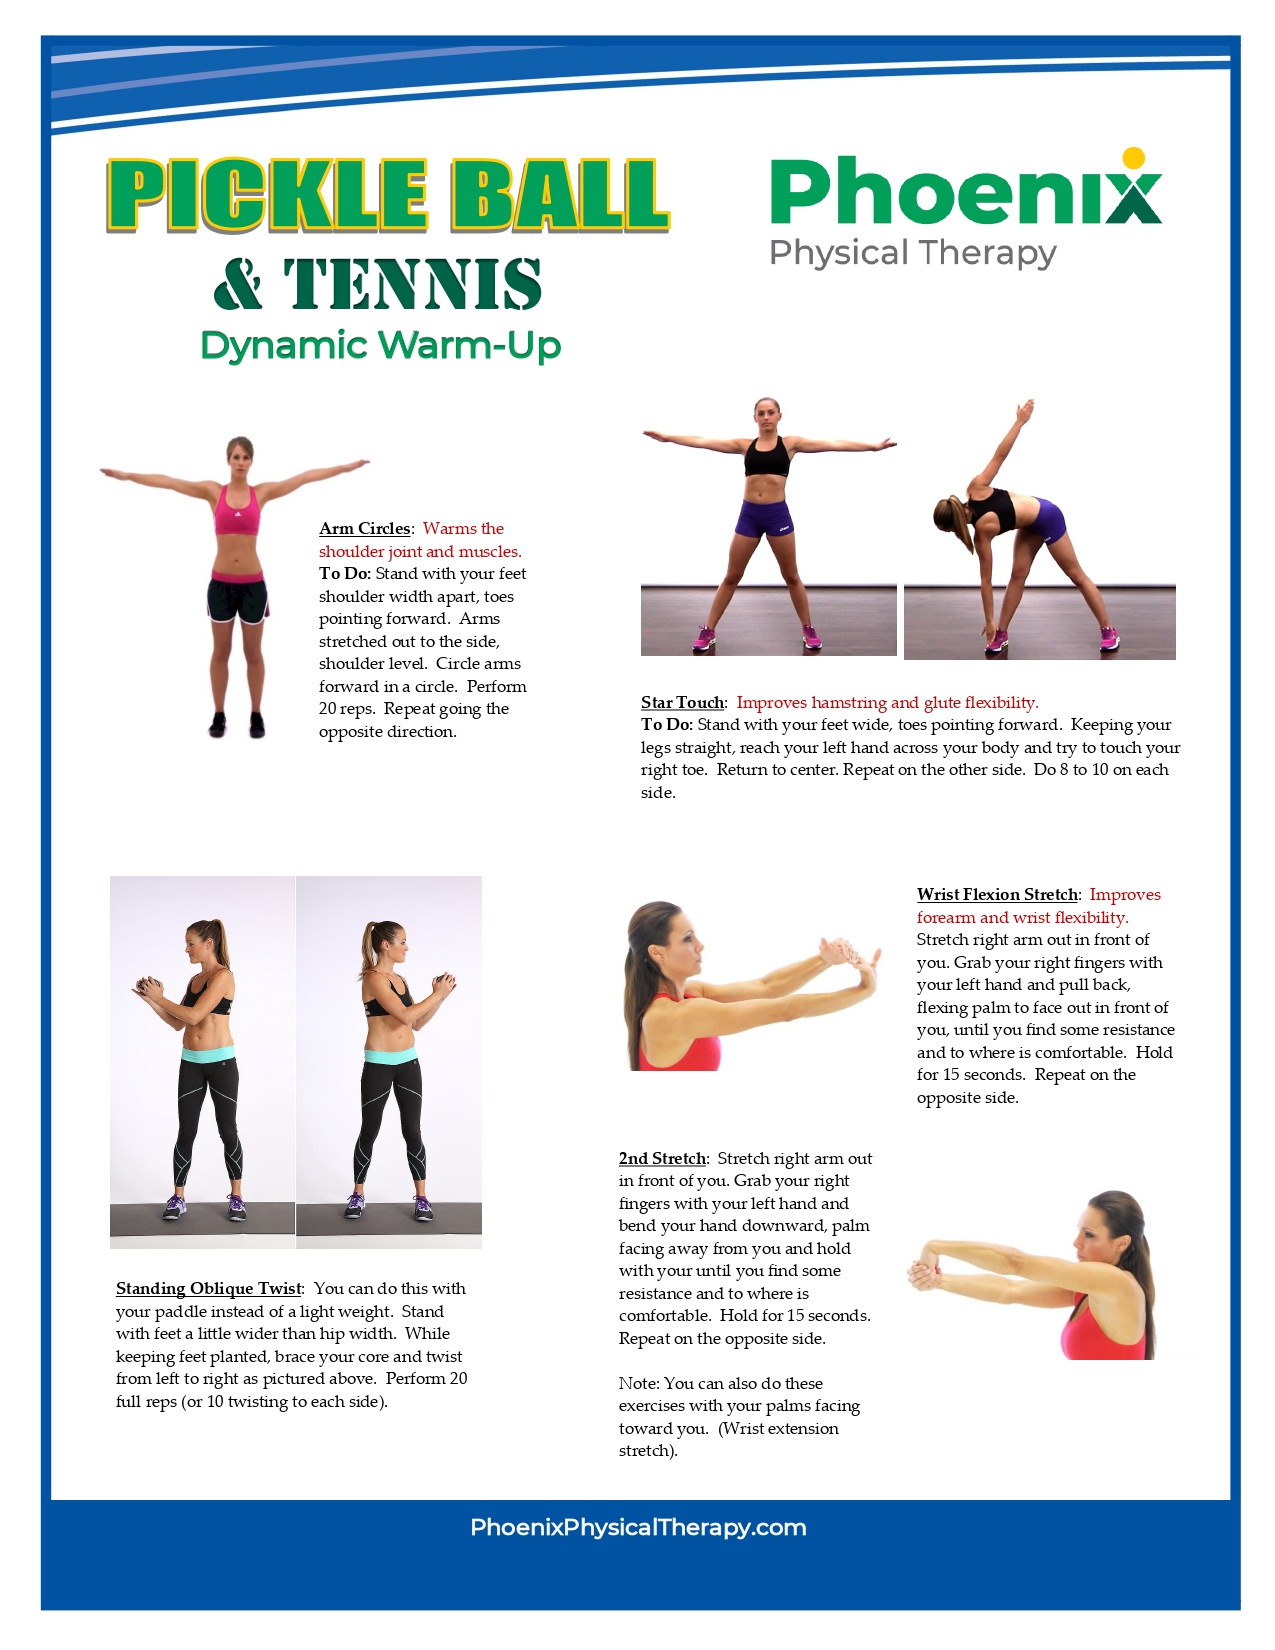 PICKLE BALL
& TENNIS
Dynamic Warm-Up
Phoenix
Physical Therapy
Arm Circles:  Warms the
shoulder joint and muscles.
To Do: Stand with your feet
shoulder width apart, toes
pointing forward.  Arms
stretched out to the side,
shoulder level.  Circle arms
forward in a circle.  Perform
20 reps.  Repeat going the
opposite direction.
Star Touch:  Improves hamstring and glute flexibility.
To Do: Stand with your feet wide, toes pointing forward.  Keeping your
legs straight, reach your left hand across your body and try to touch your
right toe.  Return to center. Repeat on the other side.  Do 8 to 10 on each
side.
Wrist Flexion Stretch:  Improves
forearm and wrist flexibility.
Stretch right arm out in front of
you. Grab your right fingers with
your left hand and pull back,
flexing palm to face out in front of
you, until you find some resistance
and to where is comfortable.  Hold
for 15 seconds.  Repeat on the
opposite side.
2nd Stretch:  Stretch right arm out
in front of you. Grab your right
fingers with your left hand and
bend your hand downward, palm
facing away from you and hold
with your until you find some
resistance and to where is
comfortable.  Hold for 15 seconds.
Repeat on the opposite side.
Note: You can also do these
exercises with your palms facing
toward you.  (Wrist extension
stretch).
Standing Oblique Twist:  You can do this with
your paddle instead of a light weight.  Stand
with feet a little wider than hip width.  While
keeping feet planted, brace your core and twist
from left to right as pictured above.  Perform 20
full reps (or 10 twisting to each side).
PhoenixPhysicalTherapy.com